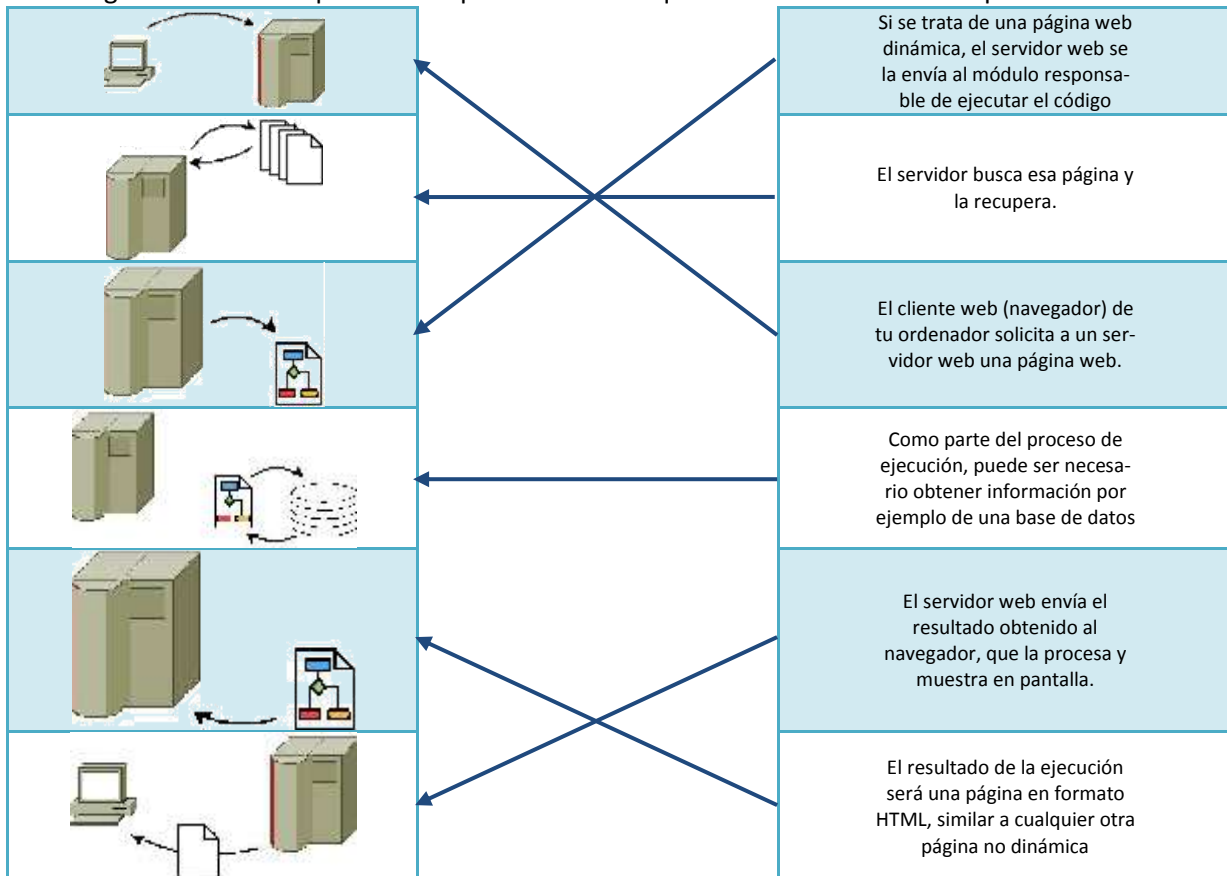 Si se trata de una página web
dinámica, el servidor web se
la envía al módulo responsa-
ble de ejecutar el código
El servidor busca esa página y
la recupera.
El cliente web (navegador) de
tu ordenador solicita a un ser-
vidor web una página web.
Como parte del proceso de
ejecución, puede ser necesa-
rio obtener información por
ejemplo de una base de datos
El servidor web envía el
resultado obtenido al
navegador, que la procesa y
muestra en pantalla.
El resultado de la ejecución
será una página en formato
HTML, similar a cualquier otra
página no dinámica